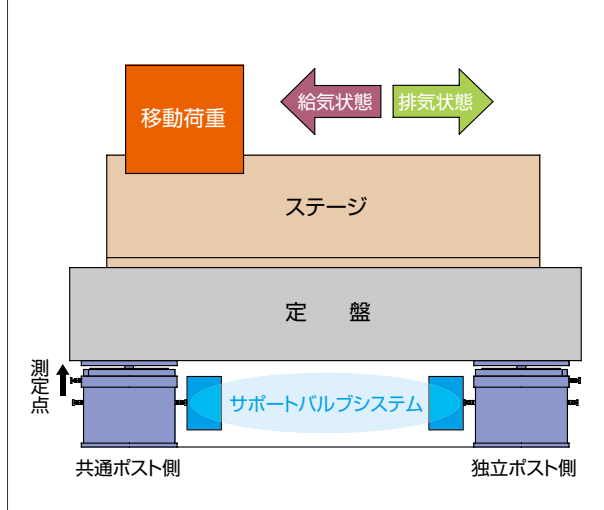 移動荷重
給気状態
排気状態
ステージ
定　盤
測定点
サポートバルブシステム
共通ポスト側
独立ポスト側